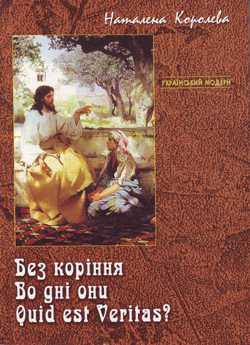 Наталена Королева
УКРАЇНСЬКИЙ МОДЕРН
Без коріння
Во дні они
Quid est Veritas?